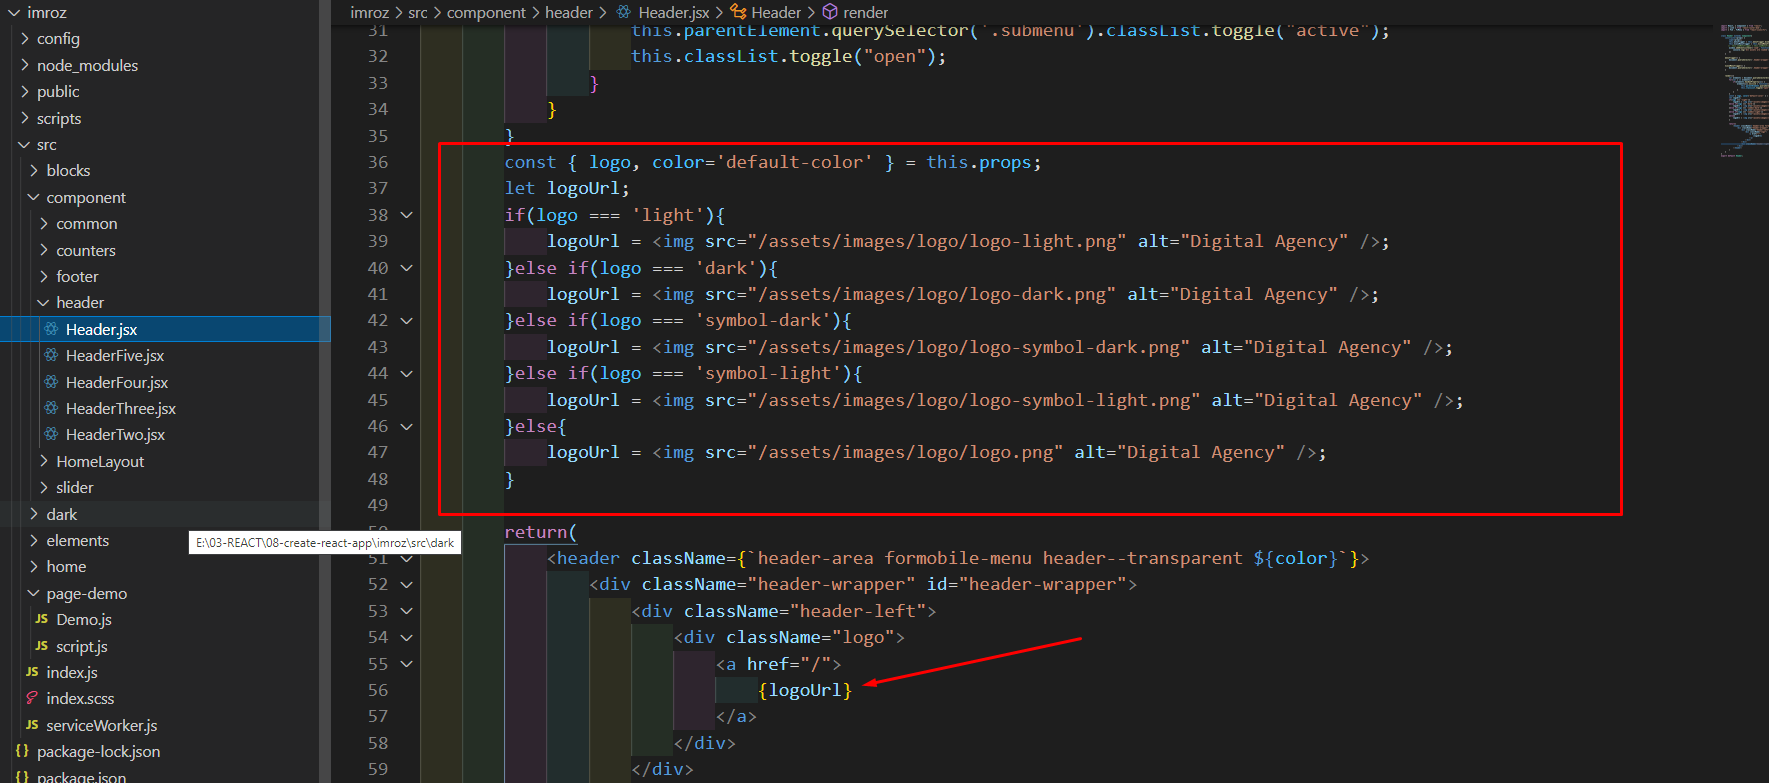 imroz
config
node_modules
public
scripts
src
blocks
component
common
counters
footer
header
Header.jsx
HeaderFive.jsx
HeaderFour.jsx
HeaderThree.jsx
HeaderTwo.jsx
HomeLayout
slider
dark
elements
home
page-demo
JS Demo.js
JS script.js
JS index.js
index.scss
JS serviceWorker.js
{} package-lock.json
{} package.json
E:\03-REACT\08-create-react-app\imroz\src\dark
imroz > src > component > header > Header.jsx > Header > render
31 this.parentElement.querySelector('.submenu').classList.toggle("active");
32 this.classList.toggle("open");
33 }
34 }
35 }
36 const { logo, color='default-color' } = this.props;
37 let logoUrl;
38 if(logo === 'light'){
39 logoUrl = <img src="/assets/images/logo/logo-light.png" alt="Digital Agency" />;
40 }else if(logo === 'dark'){
41 logoUrl = <img src="/assets/images/logo/logo-dark.png" alt="Digital Agency" />;
42 }else if(logo === 'symbol-dark'){
43 logoUrl = <img src="/assets/images/logo/logo-symbol-dark.png" alt="Digital Agency" />;
44 }else if(logo === 'symbol-light'){
45 logoUrl = <img src="/assets/images/logo/logo-symbol-light.png" alt="Digital Agency" />;
46 }else{
47 logoUrl = <img src="/assets/images/logo/logo.png" alt="Digital Agency" />;
48 }
49
50 return(
51 <header className={`header-area formobile-menu header--transparent ${color}`}>
52 <div className="header-wrapper" id="header-wrapper">
53 <div className="header-left">
54 <div className="logo">
55 <a href="/">
56 {logoUrl}
57 </a>
58 </div>
59 </div>